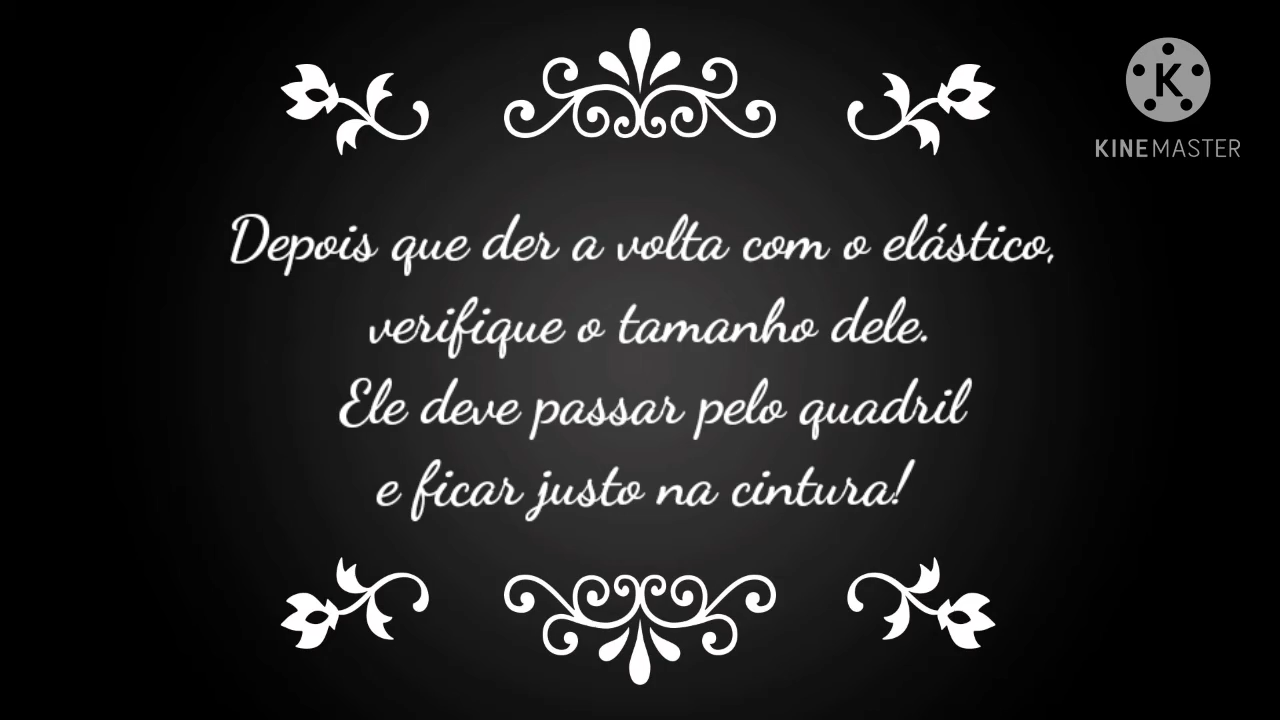 K
KINEMASTER
Depois que der a volta com o elástico,
verifique o tamanho dele.
Ele deve passar pelo quadril
e ficar justo na cintura!